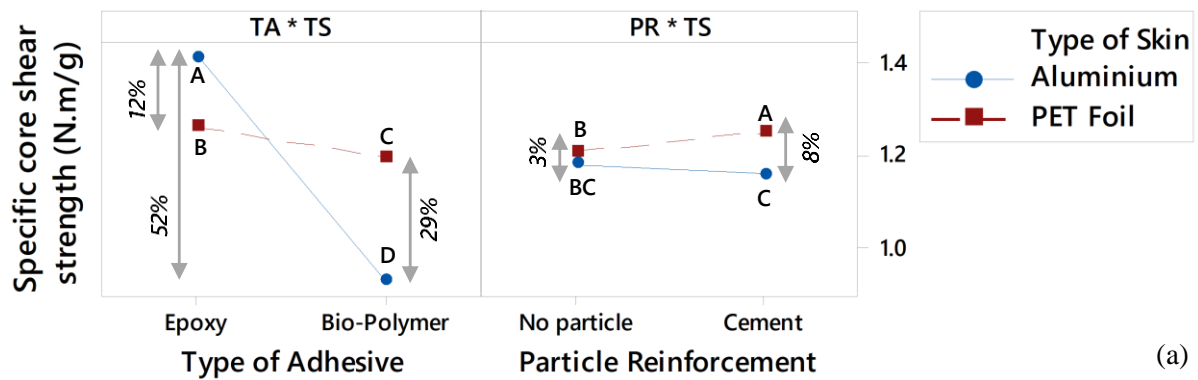 TA * TS
PR * TS
Specific core shear
strength (N.m/g)
12%
52%
29%
3%
8%
A
B
C
D
B
BC
A
C
1.4
1.2
1.0
Epoxy
Bio-Polymer
No particle
Cement
Type of Adhesive
Particle Reinforcement
Type of Skin
Aluminium
PET Foil
(a)